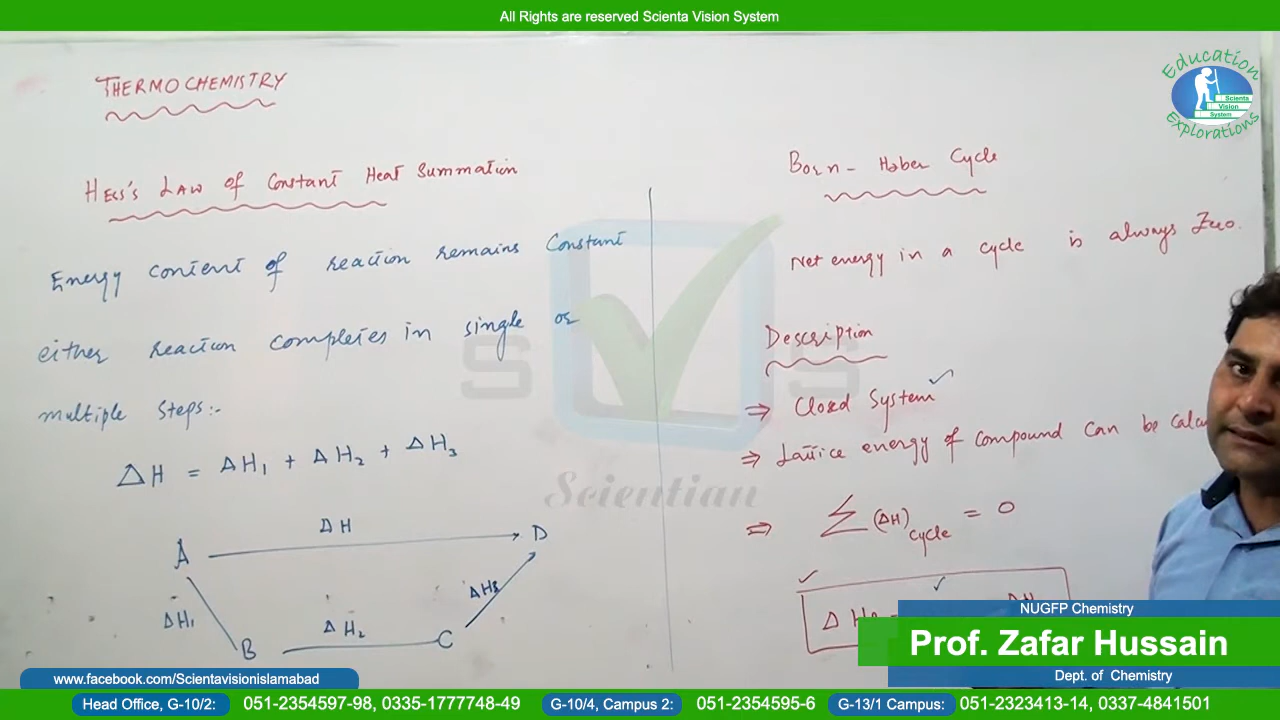 All Rights are reserved Scienta Vision System
THERMOCHEMISTRY
Education
Scienta
Vision
System
Explorations
Hess's Law of Constant Heat Summation
Energy content of reaction remains Constant
either reaction completes in single or
multiple steps:-
ΔH = ΔH₁ + ΔH₂ + ΔH₃
ΔH
A
D
ΔH₁
ΔH₂
ΔH₃
B
C
Born - Haber Cycle
Net energy in a cycle is always Zero.
Description
⇒ Closed System ✓
⇒ Lattice energy of compound can be
⇒ Σ(ΔH)cycle = 0
SVS
Scientian
NUGFP Chemistry
Prof. Zafar Hussain
Dept. of Chemistry
www.facebook.com/Scientavisionislamabad
Head Office, G-10/2: 051-2354597-98, 0335-1777748-49 G-10/4, Campus 2: 051-2354595-6 G-13/1 Campus: 051-2323413-14, 0337-4841501